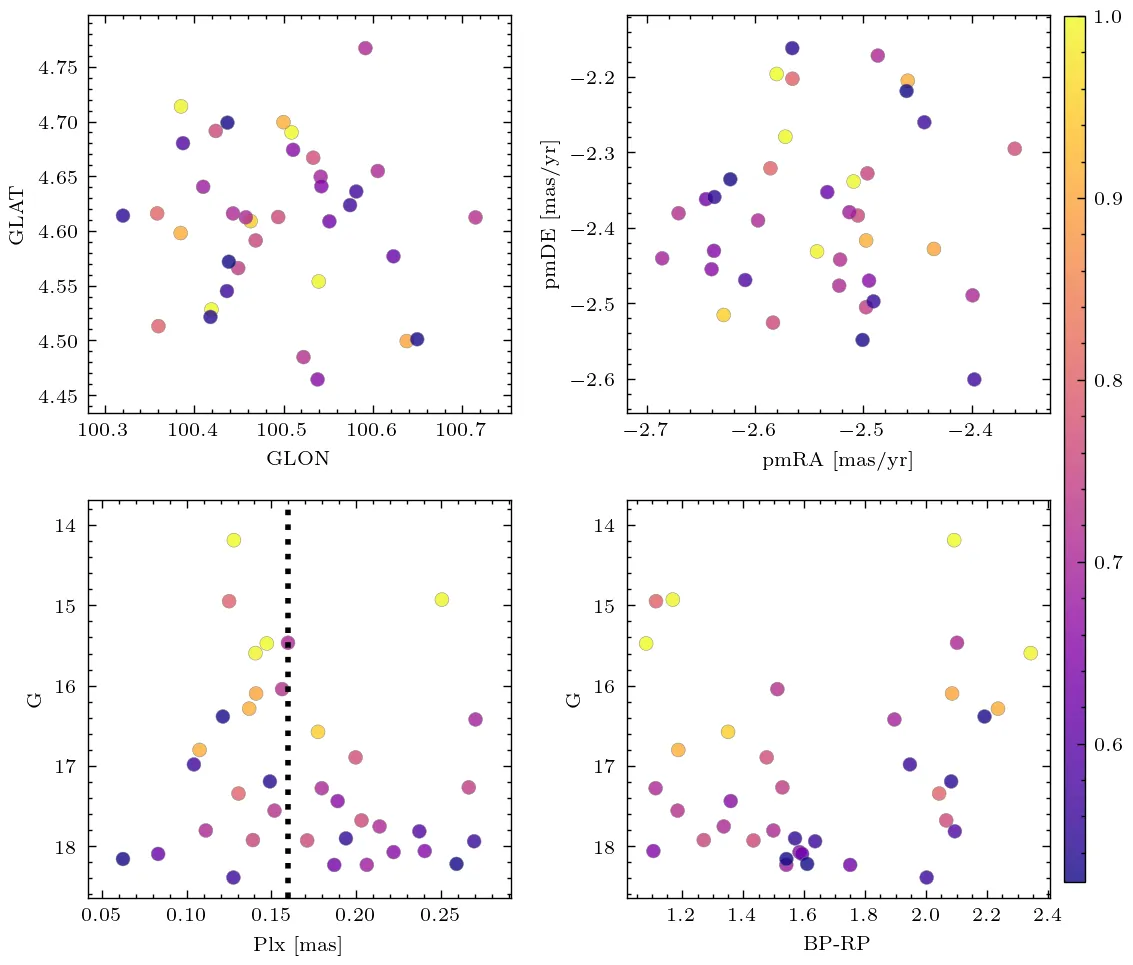 4.75
4.70
4.65
4.60
4.55
4.50
4.45
GLAT
100.3 100.4 100.5 100.6 100.7
GLON
−2.2
−2.3
−2.4
−2.5
−2.6
pmDE [mas/yr]
−2.7 −2.6 −2.5 −2.4
pmRA [mas/yr]
1.0
0.9
0.8
0.7
0.6
14
15
16
17
18
G
0.05 0.10 0.15 0.20 0.25
Plx [mas]
14
15
16
17
18
G
1.2 1.4 1.6 1.8 2.0 2.2 2.4
BP-RP